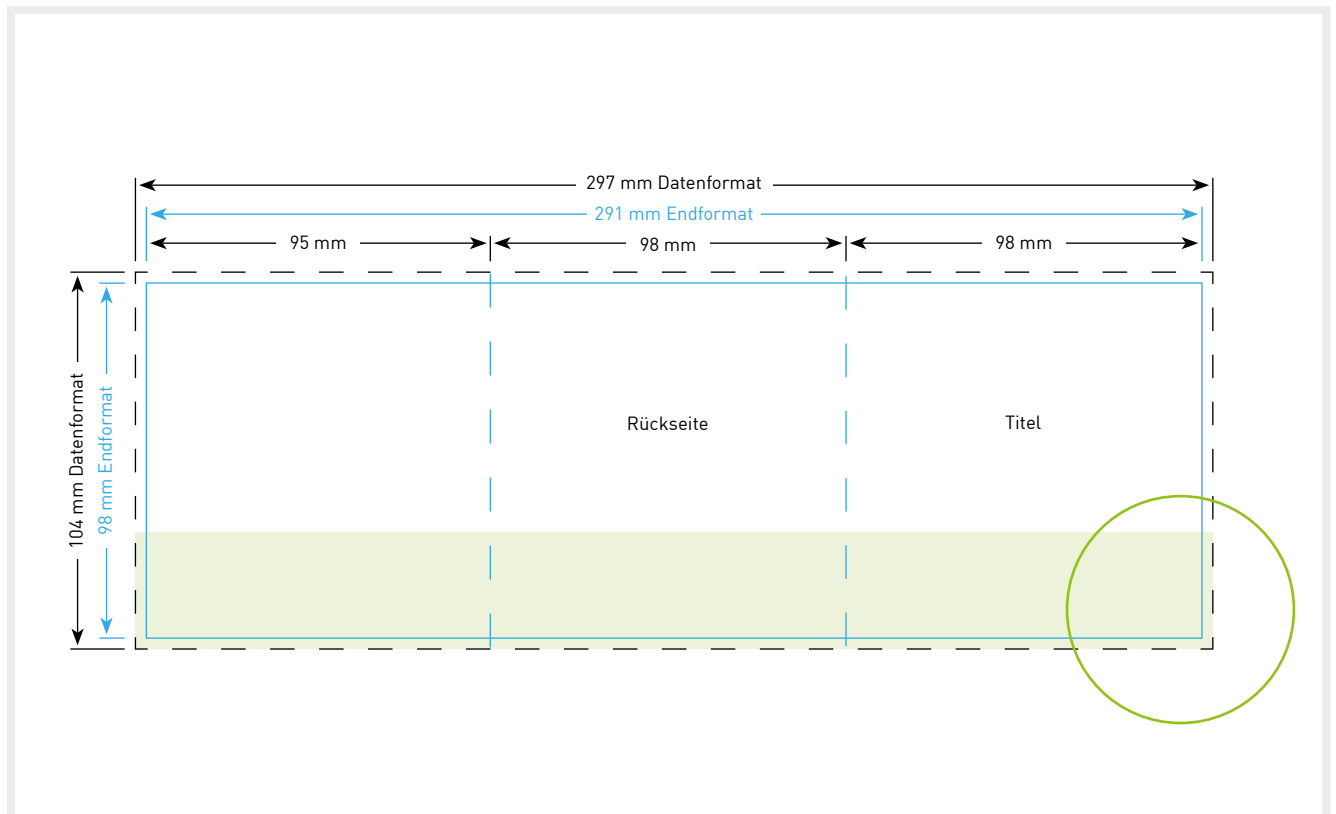 297 mm Datenformat
291 mm Endformat
95 mm
98 mm
98 mm
104 mm Datenformat
98 mm Endformat
Rückseite
Titel